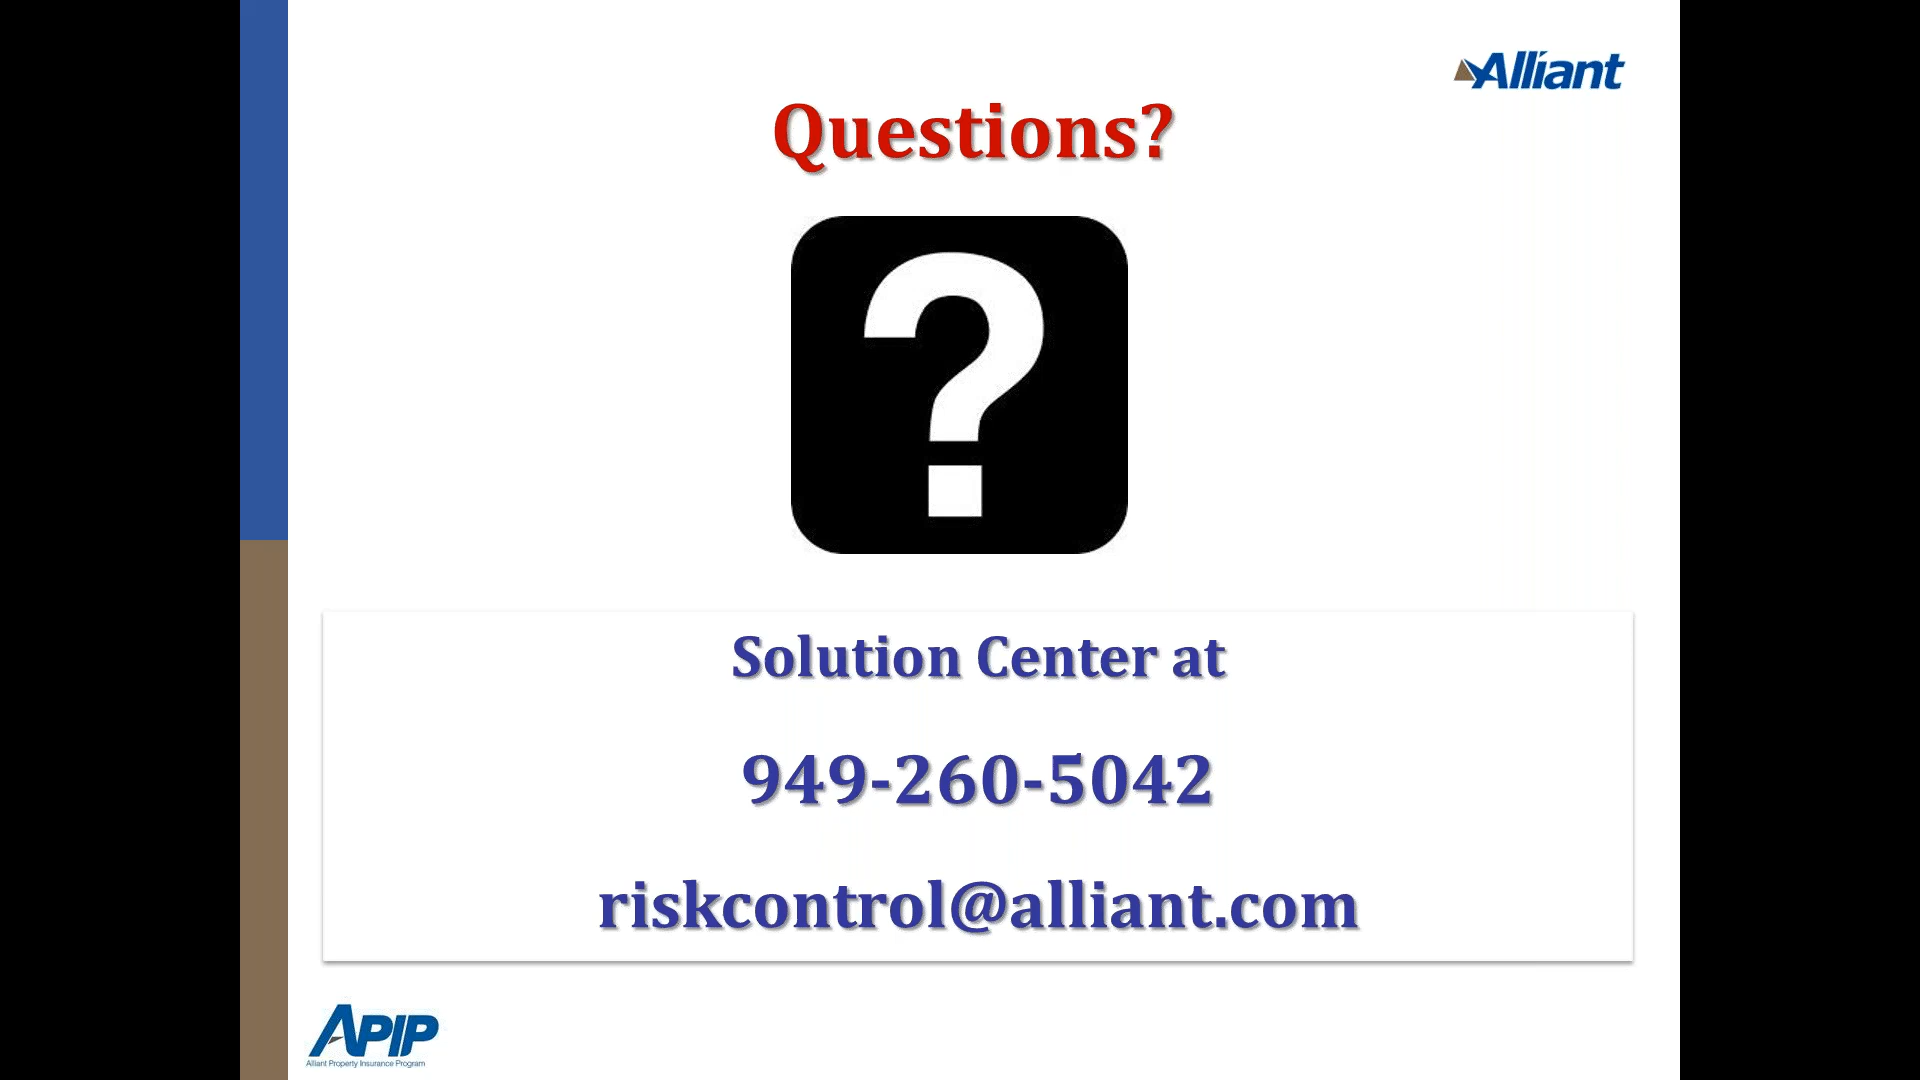 Alliant
Questions?
?
Solution Center at
949-260-5042
riskcontrol@alliant.com
APIP
Alliant Property Insurance Program